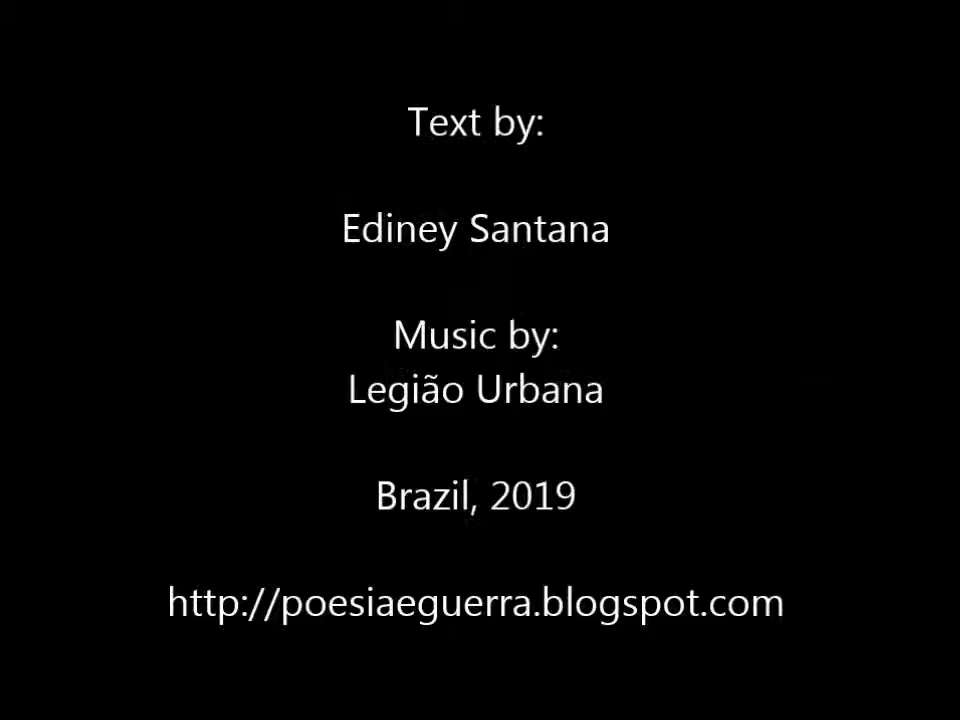 Text by:
Ediney Santana
Music by:
Legião Urbana
Brazil, 2019
http://poesiaeguerra.blogspot.com